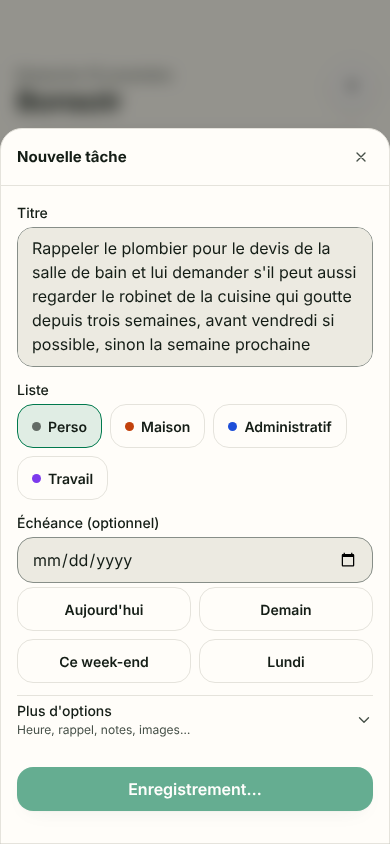 Bonsoir
Nouvelle tâche
Titre
Rappeler le plombier pour le devis de la
salle de bain et lui demander s'il peut aussi
regarder le robinet de la cuisine qui goutte
depuis trois semaines, avant vendredi si
possible, sinon la semaine prochaine
Liste
Perso
Maison
Administratif
Travail
Échéance (optionnel)
mm/dd/yyyy
Aujourd'hui
Demain
Ce week-end
Lundi
Plus d'options
Heure, rappel, notes, images...
Enregistrement...